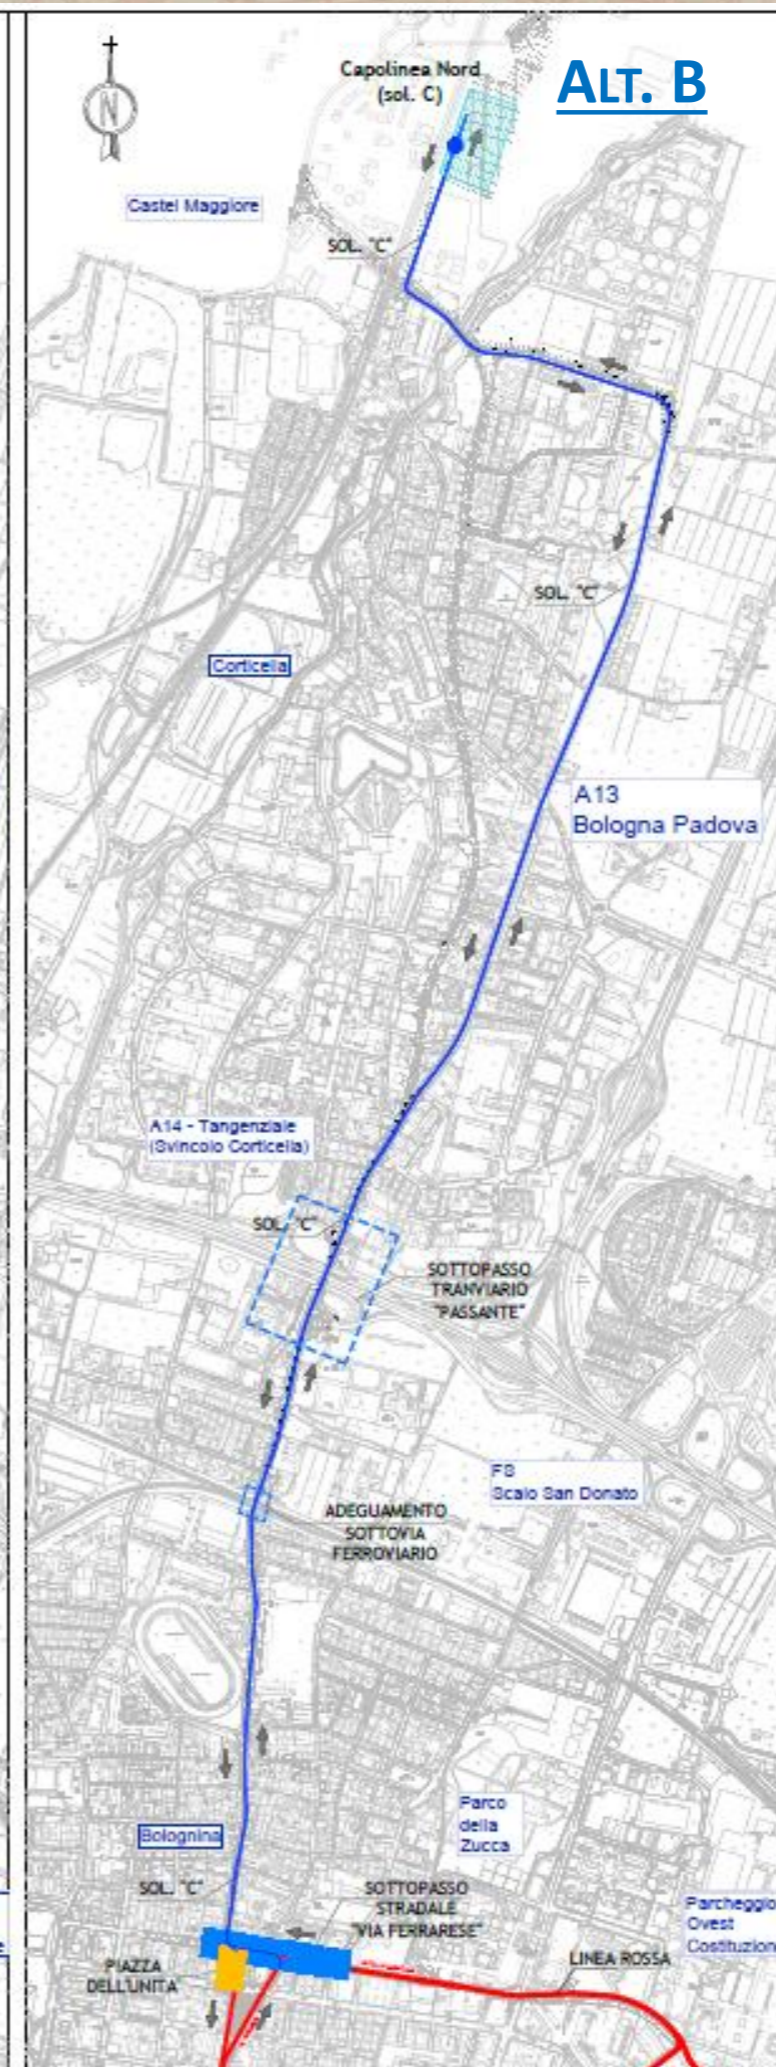 ALT. B
Capolinea Nord
(sol. C)
N
Castel Maggiore
SOL. "C"
SOL. "C"
Corticella
A13
Bologna Padova
A14 - Tangenziale
(Svincolo Corticella)
SOL. "C"
SOTTOPASSO
TRANVIARIO
"PASSANTE"
FS
Scalo San Donato
ADEGUAMENTO
SOTTOVIA
FERROVIARIO
Parco
della
Zucca
Bolognina
SOL. "C"
SOTTOPASSO
STRADALE
"VIA FERRARESE"
Parcheggio
Ovest
Costituzion
LINEA ROSSA
PIAZZA
DELL'UNITA